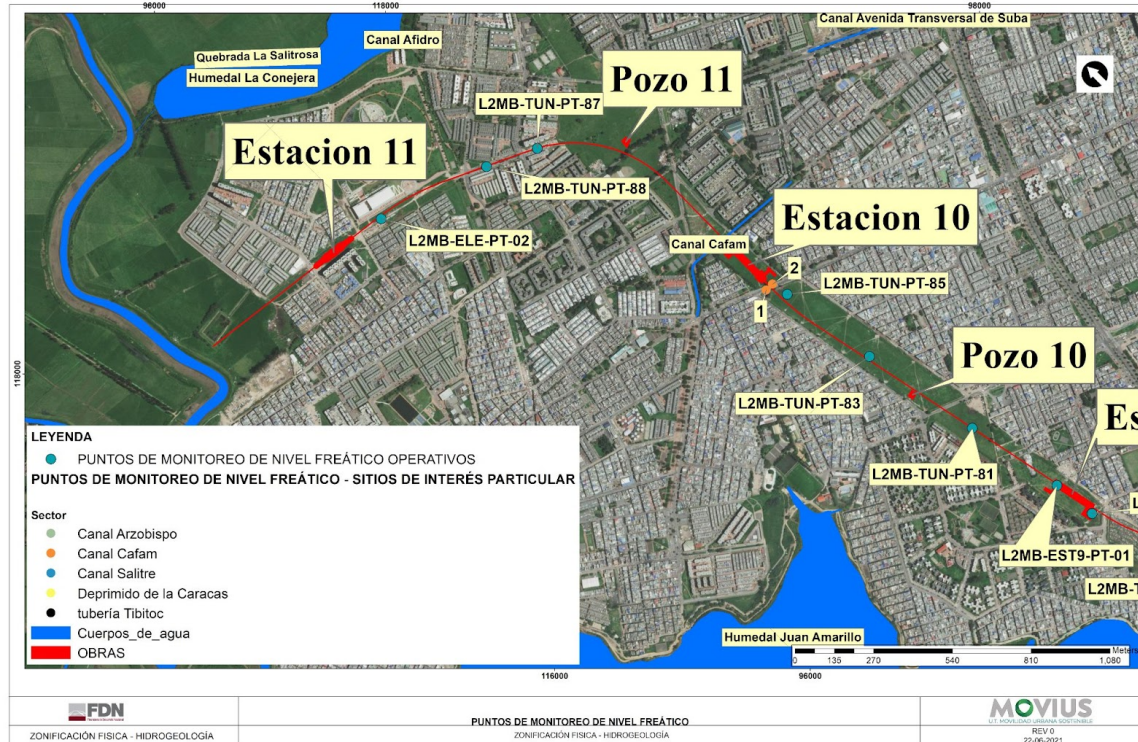 96000
118000
98000
Canal Avenida Transversal de Suba
Canal Afidro
Quebrada La Salitrosa
Humedal La Conejera
Pozo 11
L2MB-TUN-PT-87
Estacion 11
L2MB-TUN-PT-88
Estacion 10
L2MB-ELE-PT-02
Canal Cafam
2
L2MB-TUN-PT-85
1
Pozo 10
118000
L2MB-TUN-PT-83
Es
L2MB-TUN-PT-81
L
L2MB-EST9-PT-01
L2MB-T
LEYENDA
PUNTOS DE MONITOREO DE NIVEL FREÁTICO OPERATIVOS
PUNTOS DE MONITOREO DE NIVEL FREÁTICO - SITIOS DE INTERÉS PARTICULAR
Sector
Canal Arzobispo
Canal Cafam
Canal Salitre
Deprimido de la Caracas
tubería Tibitoc
Cuerpos_de_agua
OBRAS
Humedal Juan Amarillo
Meters
0 135 270 540 810 1,080
116000
96000
FDN
ZONIFICACIÓN FISICA - HIDROGEOLOGÍA
PUNTOS DE MONITOREO DE NIVEL FREÁTICO
ZONIFICACIÓN FISICA - HIDROGEOLOGÍA
MOVIUS
U.T. MOVILIDAD URBANA SOSTENIBLE
REV 0
22-06-2021